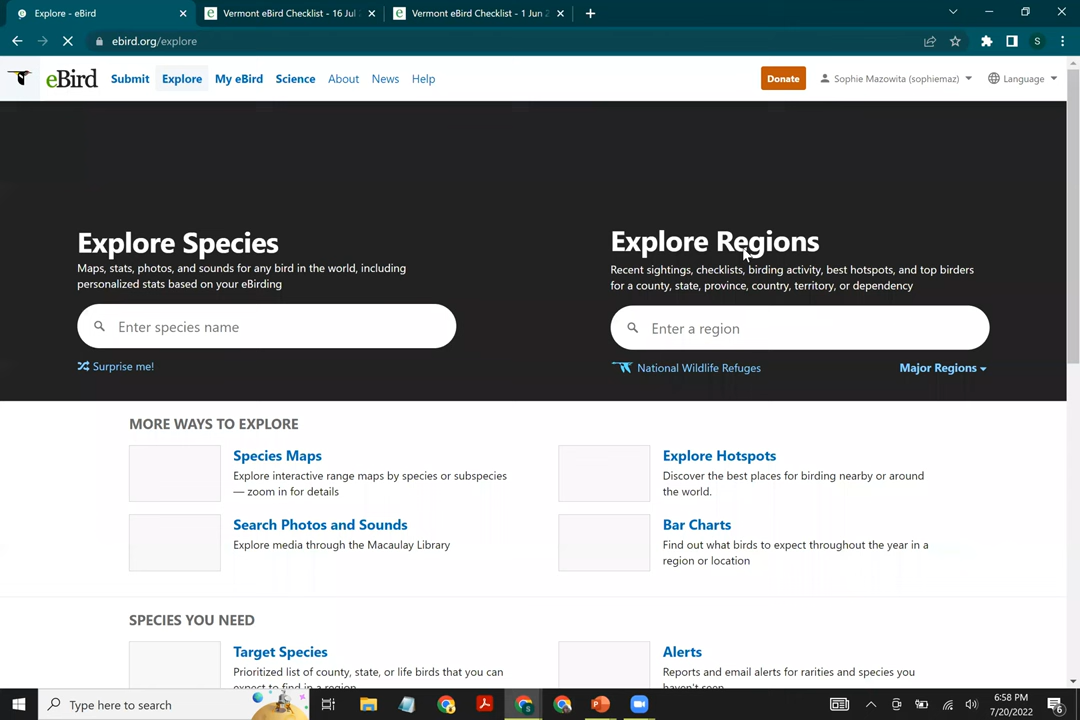 Explore - eBird
Vermont eBird Checklist - 16 Jul
Vermont eBird Checklist - 1 Jun 2
ebird.org/explore
S
eBird Submit Explore My eBird Science About News Help
Donate Sophie Mazowita (sophiemaz) Language
Explore Species
Maps, stats, photos, and sounds for any bird in the world, including
personalized stats based on your eBirding
Enter species name
Surprise me!
Explore Regions
Recent sightings, checklists, birding activity, best hotspots, and top birders
for a county, state, province, country, territory, or dependency
Enter a region
National Wildlife Refuges
Major Regions
MORE WAYS TO EXPLORE
Species Maps
Explore interactive range maps by species or subspecies
— zoom in for details
Explore Hotspots
Discover the best places for birding nearby or around
the world.
Search Photos and Sounds
Explore media through the Macaulay Library
Bar Charts
Find out what birds to expect throughout the year in a
region or location
SPECIES YOU NEED
Target Species
Prioritized list of county, state, or life birds that you can
expect to find in a region
Alerts
Reports and email alerts for rarities and species you
haven't seen
Type here to search
6:58 PM
7/20/2022
6